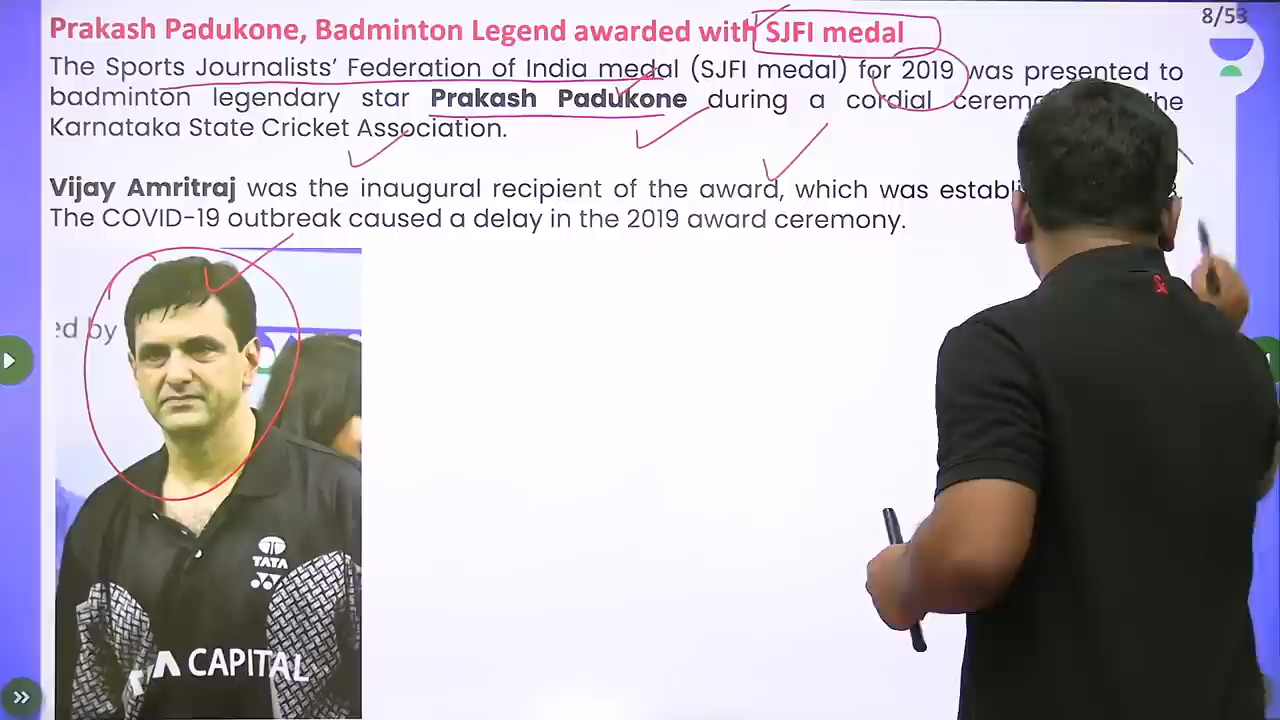 Prakash Padukone, Badminton Legend awarded with SJFI medal
8/53
The Sports Journalists' Federation of India medal (SJFI medal) for 2019 was presented to
badminton legendary star Prakash Padukone during a cordial the
Karnataka State Cricket Association.
Vijay Amritraj was the inaugural recipient of the award, which was
The COVID-19 outbreak caused a delay in the 2019 award ceremony.
ed by
TATA
CAPITAL